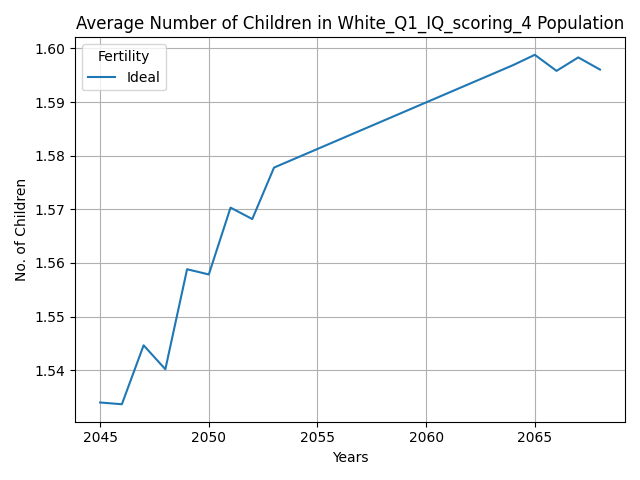 Average Number of Children in White_Q1_IQ_scoring_4 Population
Fertility
Ideal
No. of Children
1.60
1.59
1.58
1.57
1.56
1.55
1.54
2045 2050 2055 2060 2065
Years